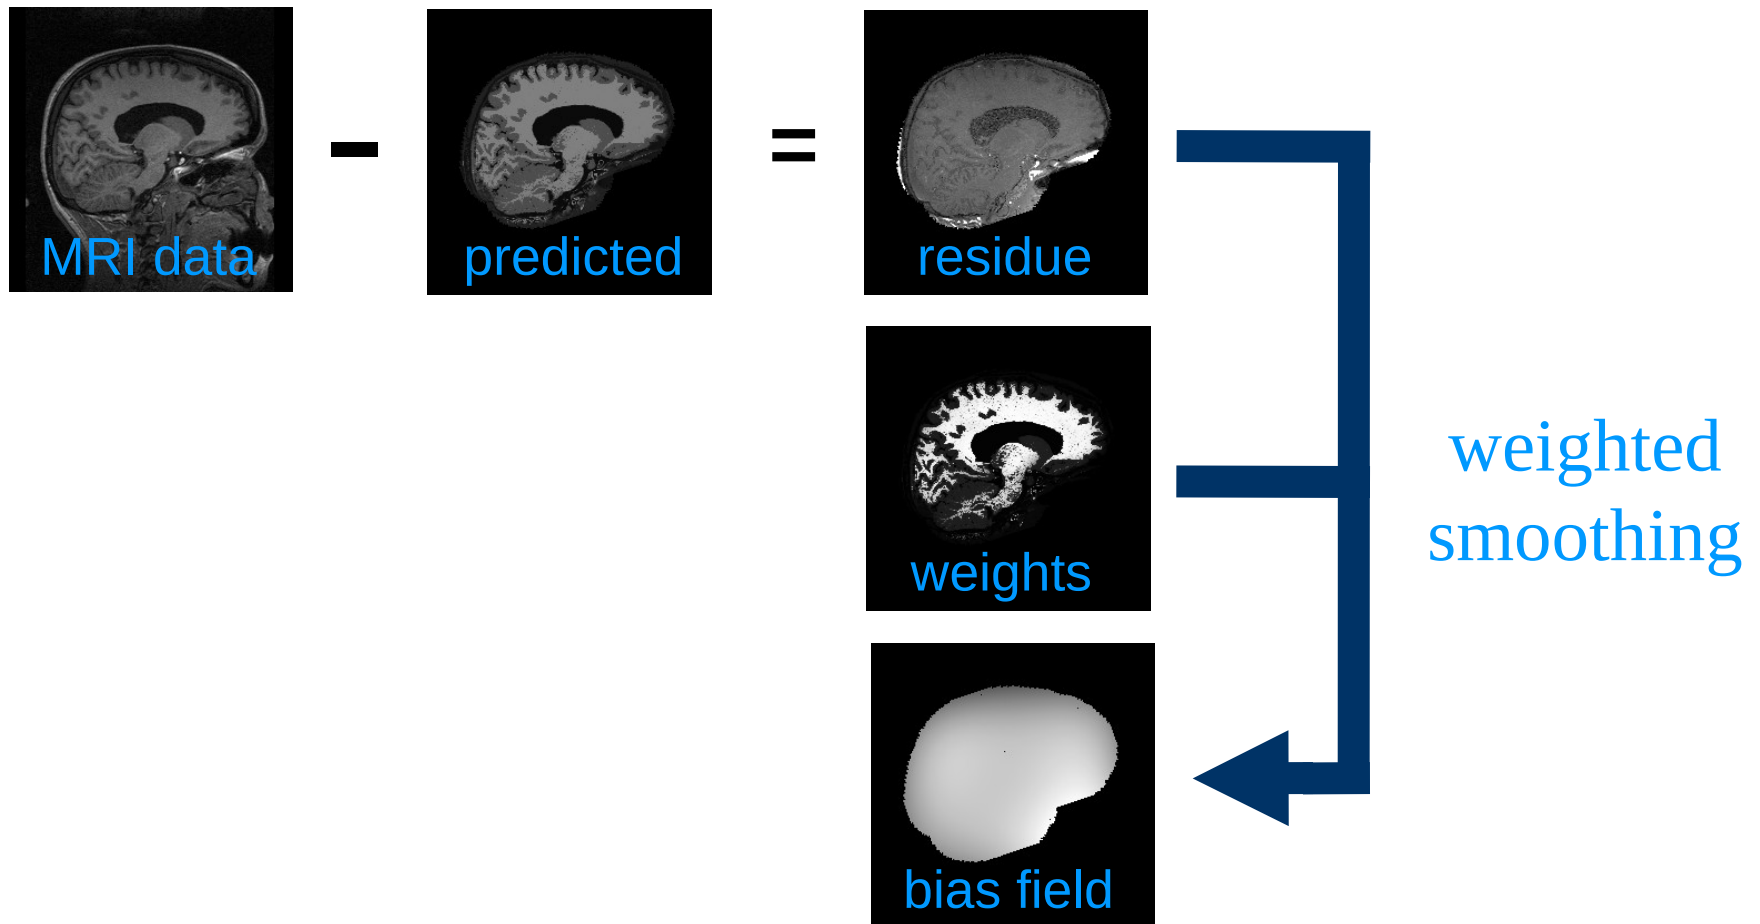 MRI data
-
predicted
=
residue
weights
weighted
smoothing
bias field